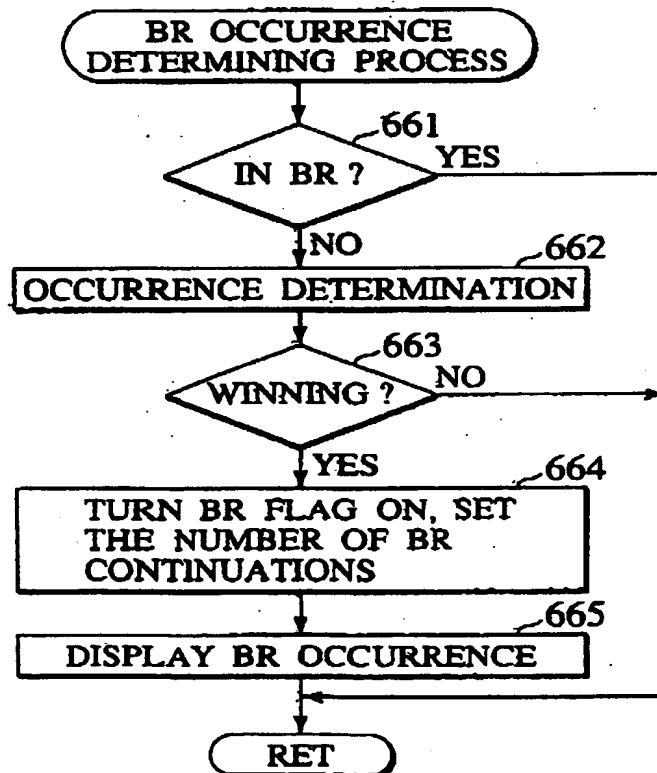 BR OCCURRENCE
DETERMINING PROCESS
661
IN BR ?
YES
NO
662
OCCURRENCE DETERMINATION
663
WINNING ?
NO
YES
664
TURN BR FLAG ON, SET
THE NUMBER OF BR
CONTINUATIONS
665
DISPLAY BR OCCURRENCE
RET